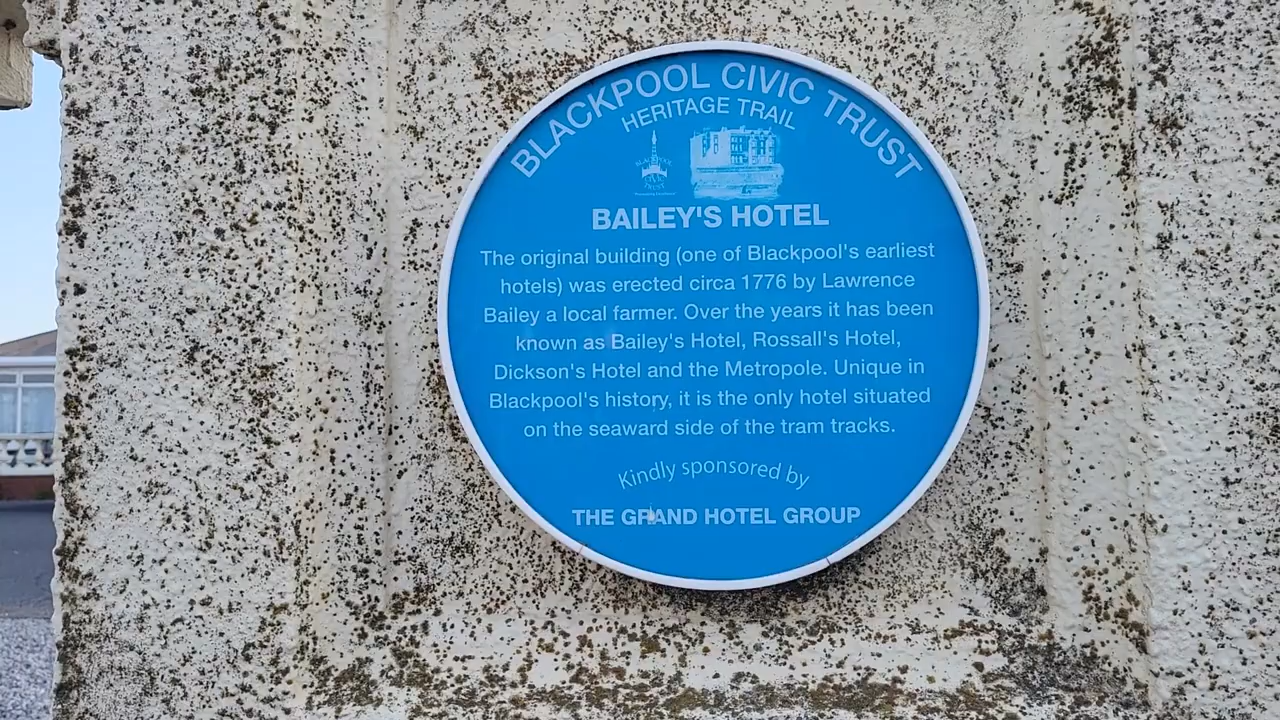 BLACKPOOL CIVIC TRUST
HERITAGE TRAIL
BLACKPOOL
CIVIC
TRUST
BAILEY'S HOTEL
The original building (one of Blackpool's earliest
hotels) was erected circa 1776 by Lawrence
Bailey a local farmer. Over the years it has been
known as Bailey's Hotel, Rossall's Hotel,
Dickson's Hotel and the Metropole. Unique in
Blackpool's history, it is the only hotel situated
on the seaward side of the tram tracks.
Kindly sponsored by
THE GRAND HOTEL GROUP